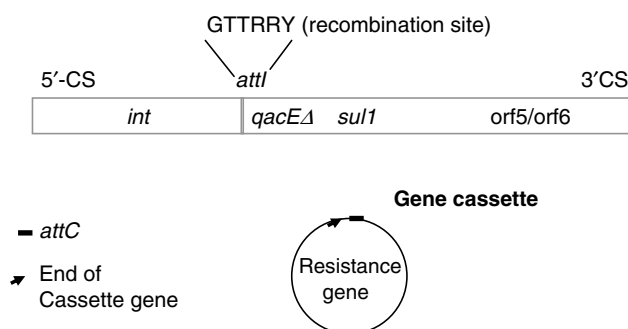 GTTRRY (recombination site)
5′-CS attI 3′CS
int qacEΔ sul1 orf5/orf6
Gene cassette
attC
End of
Cassette gene
Resistance
gene